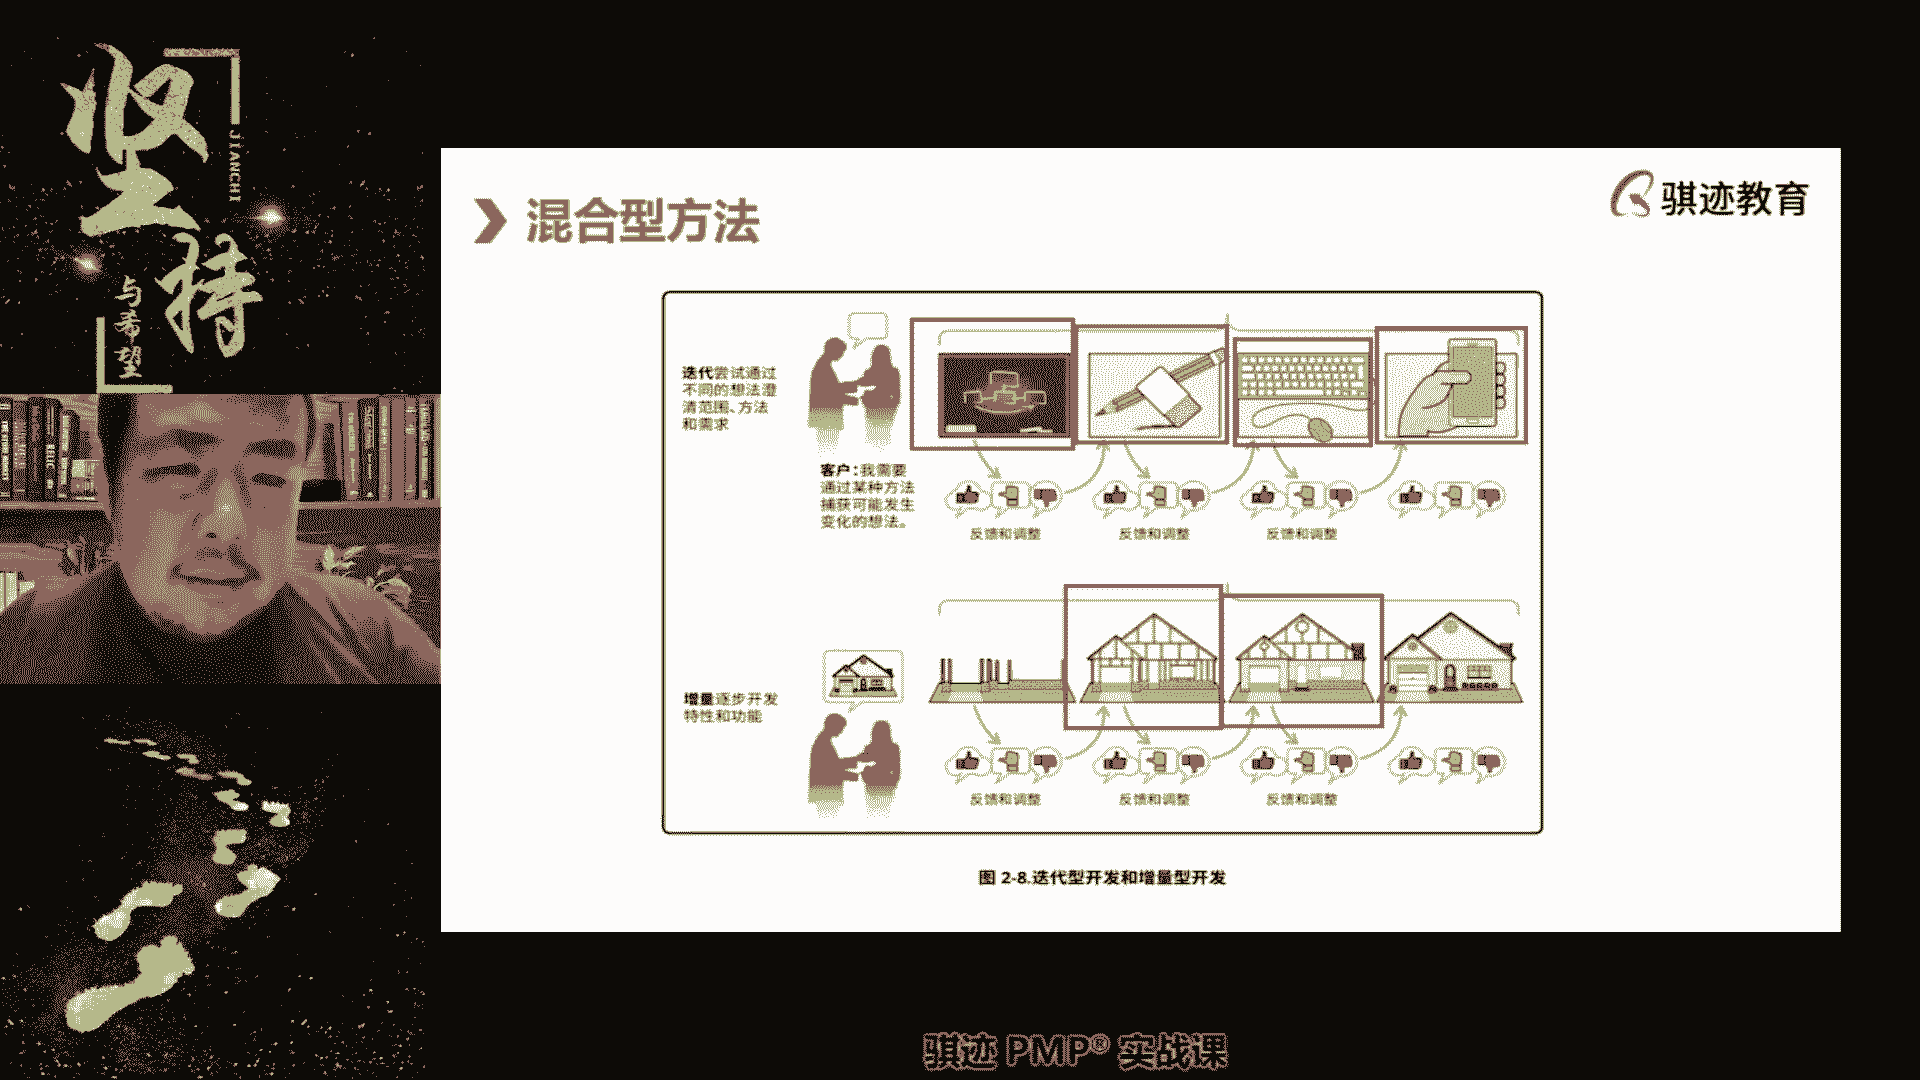 坚
持
JIANCHI
与
希
望
混合型方法
骐迹教育
迭代尝试通过
不同的想法澄
清范围、方法
和需求
客户：我需要
通过某种方法
捕获可能发生
变化的想法。
反馈和调整
反馈和调整
反馈和调整
增量逐步开发
特性和功能
反馈和调整
反馈和调整
反馈和调整
图 2-8.迭代型开发和增量型开发
骐迹 PMP® 实战课